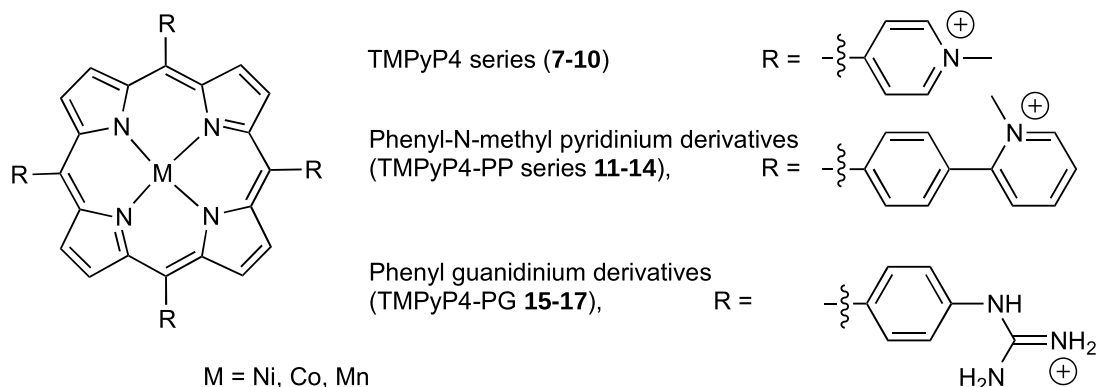 R
TMPyP4 series (7-10)
R =
N
+
N
N
R
M
R
N
N
Phenyl-N-methyl pyridinium derivatives
(TMPyP4-PP series 11-14),
R =
N
+
R
Phenyl guanidinium derivatives
(TMPyP4-PG 15-17),
R =
NH
NH2
H2N
+
M = Ni, Co, Mn